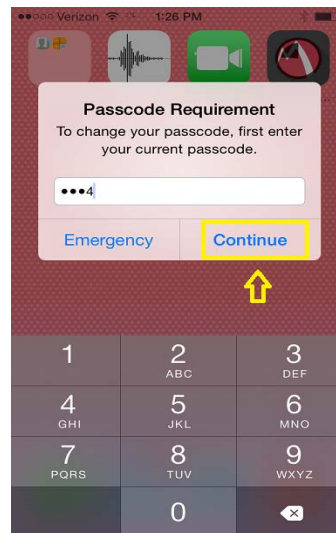 ●●○○○ Verizon 1:26 PM
Passcode Requirement
To change your passcode, first enter
your current passcode.
●●●4
Emergency Continue
1 2 3
ABC DEF
4 5 6
GHI JKL MNO
7 8 9
PQRS TUV WXYZ
0